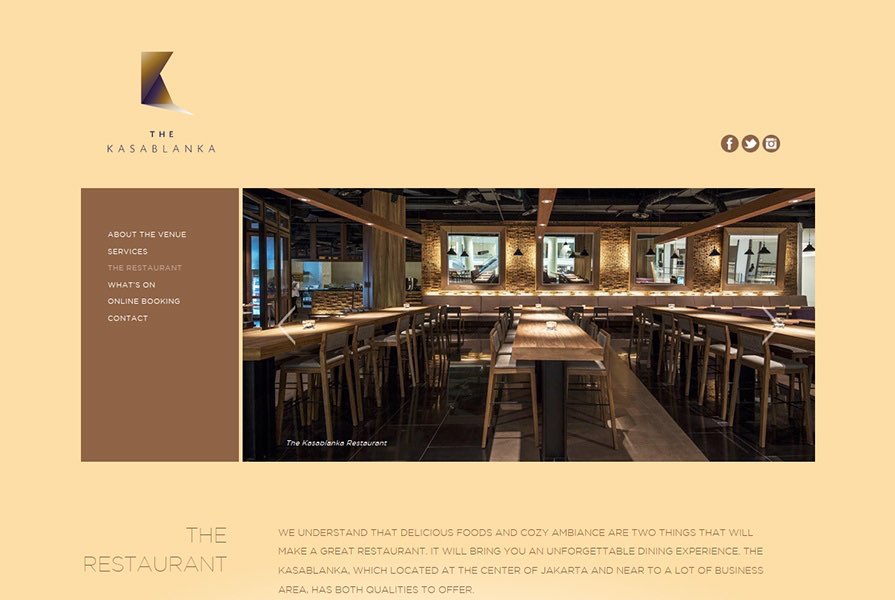 THE
KASABLANKA
ABOUT THE VENUE
SERVICES
THE RESTAURANT
WHAT'S ON
ONLINE BOOKING
CONTACT
The Kasablanka Restaurant
THE
RESTAURANT
WE UNDERSTAND THAT DELICIOUS FOODS AND COZY AMBIANCE ARE TWO THINGS THAT WILL
MAKE A GREAT RESTAURANT. IT WILL BRING YOU AN UNFORGETTABLE DINING EXPERIENCE. THE
KASABLANKA, WHICH LOCATED AT THE CENTER OF JAKARTA AND NEAR TO A LOT OF BUSINESS
AREA, HAS BOTH QUALITIES TO OFFER.